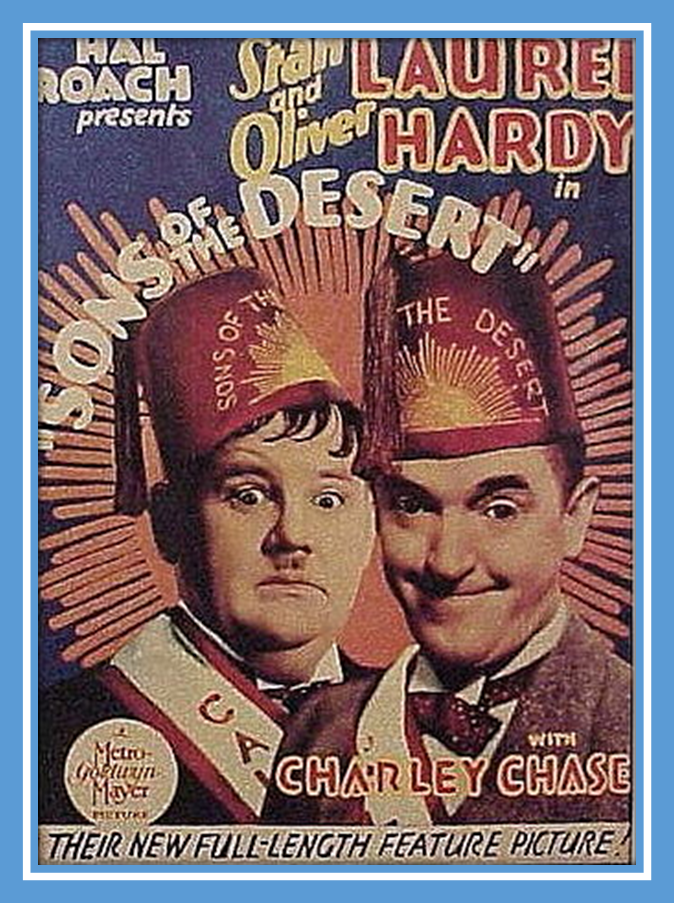 HAL
ROACH
presents
Stan LAUREL
and
Oliver HARDY
in
"SONS OF THE DESERT"
SONS OF TH
THE DESERT
CA
WITH
CHARLEY CHASE
A
Metro-
Goldwyn-
Mayer
PICTURE
THEIR NEW FULL-LENGTH FEATURE PICTURE!